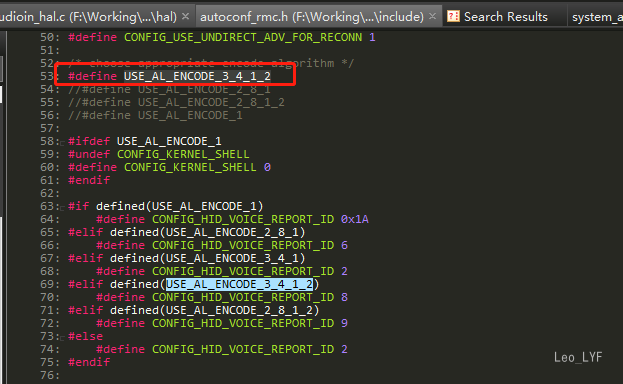 udioin_hal.c (F:\Working\...\hal) autoconf_rmc.h (F:\Working\...\include) Search Results system_a
50: #define CONFIG_USE_UNDIRECT_ADV_FOR_RECONN 1
51:
52: /* choose appropriate encode algorithm */
53: #define USE_AL_ENCODE_3_4_1_2
54: //#define USE_AL_ENCODE_2_8_1
55: //#define USE_AL_ENCODE_2_8_1_2
56: //#define USE_AL_ENCODE_1
57:
58: #ifdef USE_AL_ENCODE_1
59: #undef CONFIG_KERNEL_SHELL
60: #define CONFIG_KERNEL_SHELL 0
61: #endif
62:
63: #if defined(USE_AL_ENCODE_1)
64: #define CONFIG_HID_VOICE_REPORT_ID 0x1A
65: #elif defined(USE_AL_ENCODE_2_8_1)
66: #define CONFIG_HID_VOICE_REPORT_ID 6
67: #elif defined(USE_AL_ENCODE_3_4_1)
68: #define CONFIG_HID_VOICE_REPORT_ID 2
69: #elif defined(USE_AL_ENCODE_3_4_1_2)
70: #define CONFIG_HID_VOICE_REPORT_ID 8
71: #elif defined(USE_AL_ENCODE_2_8_1_2)
72: #define CONFIG_HID_VOICE_REPORT_ID 9
73: #else
74: #define CONFIG_HID_VOICE_REPORT_ID 2
75: #endif
76:
Leo_LYF